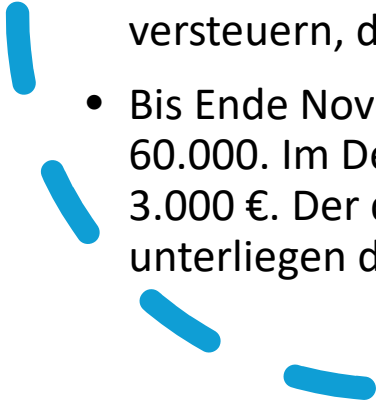 versteuern, d
• Bis Ende Nov
60.000. Im De
3.000 €. Der
unterliegen d